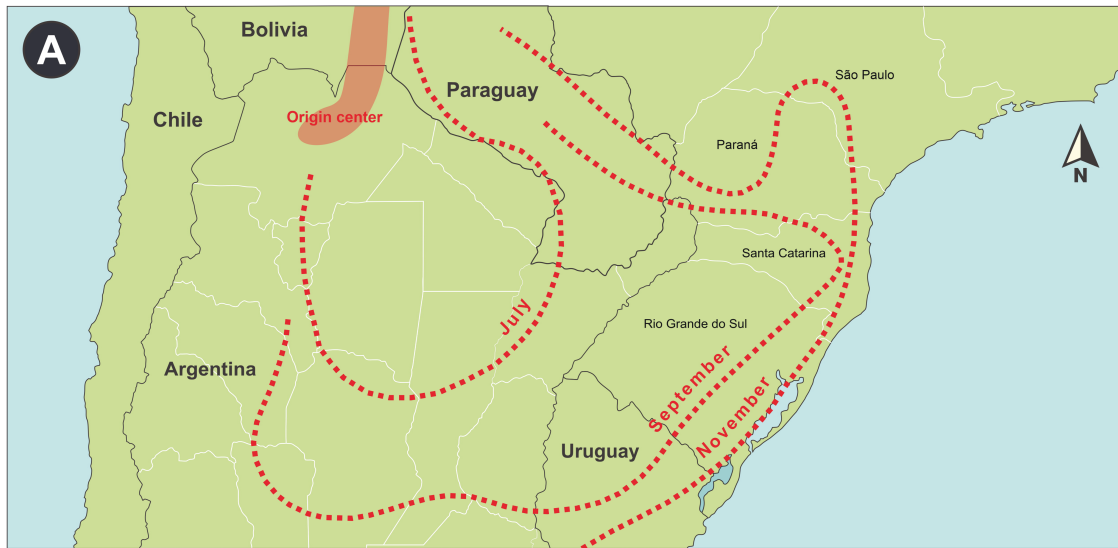 A
Bolivia
São Paulo
Paraguay
Chile
Origin center
Paraná
N
Santa Catarina
July
Rio Grande do Sul
Argentina
September
November
Uruguay